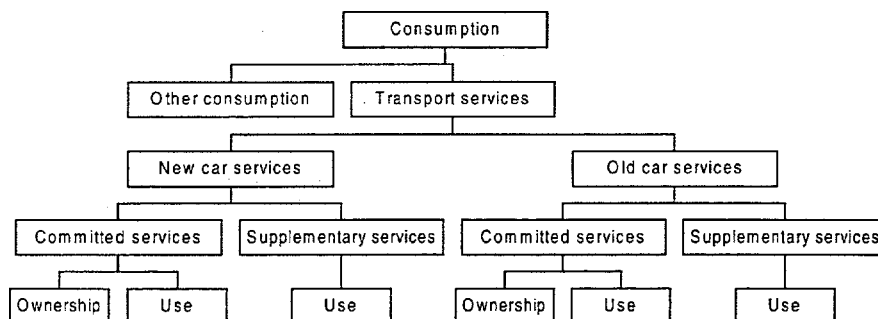 Consumption
Other consumption
Transport services
New car services
Old car services
Committed services
Supplementary services
Committed services
Supplementary services
Ownership
Use
Use
Ownership
Use
Use